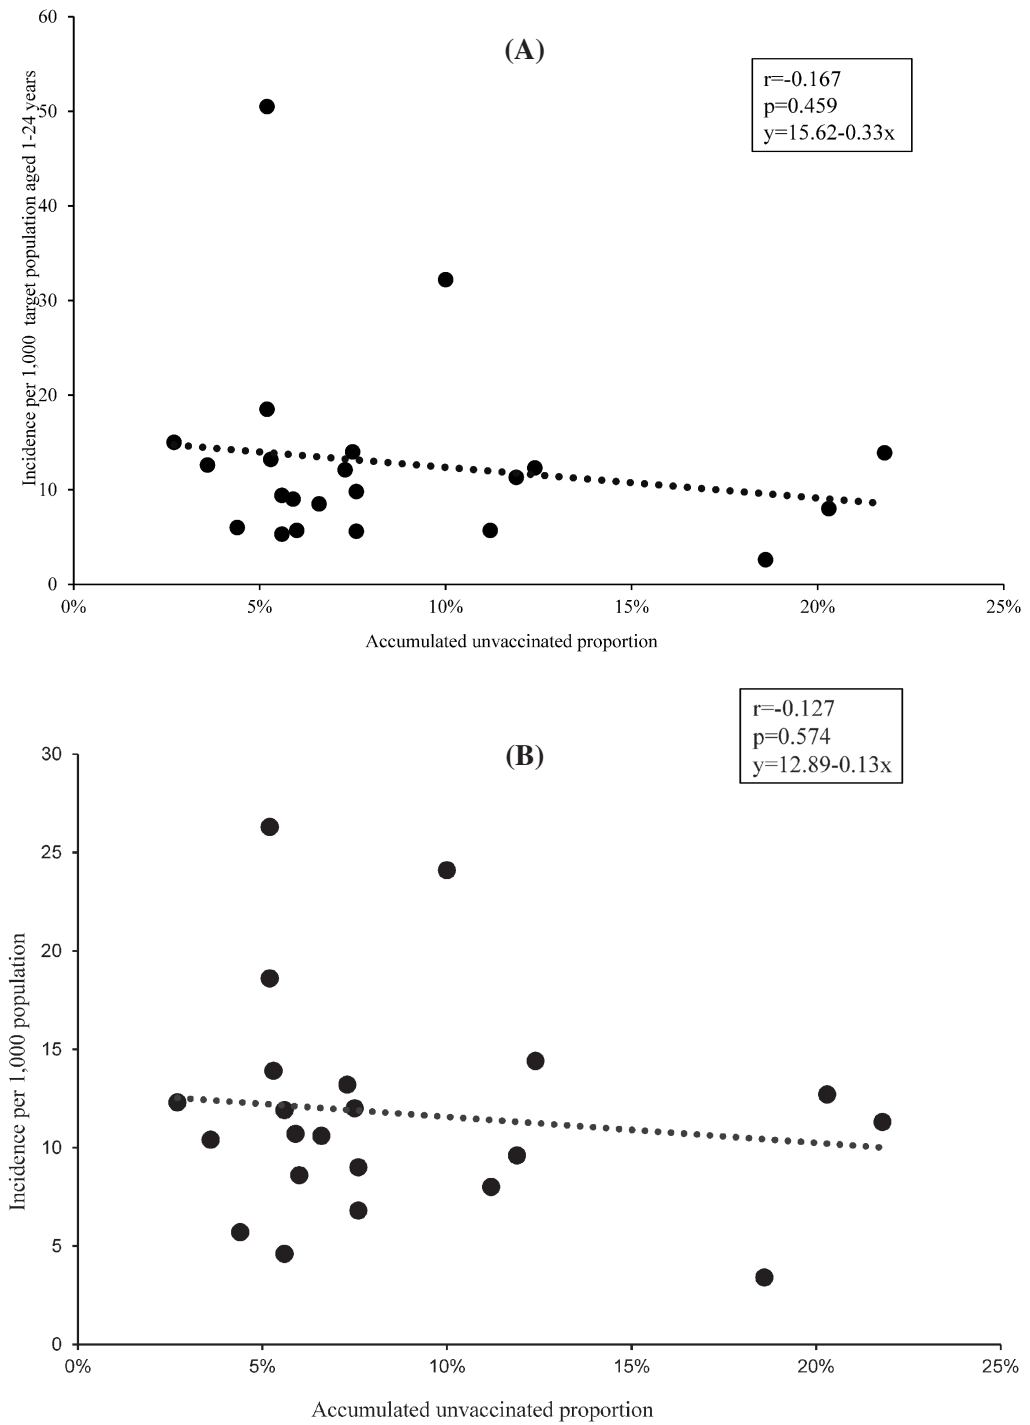 (A)
r=-0.167
p=0.459
y=15.62-0.33x
Incidence per 1,000 target population aged 1-24 years
60
50
40
30
20
10
0
0% 5% 10% 15% 20% 25%
Accumulated unvaccinated proportion
r=-0.127
p=0.574
y=12.89-0.13x
(B)
Incidence per 1,000 population
30
25
20
15
10
5
0
0% 5% 10% 15% 20% 25%
Accumulated unvaccinated proportion